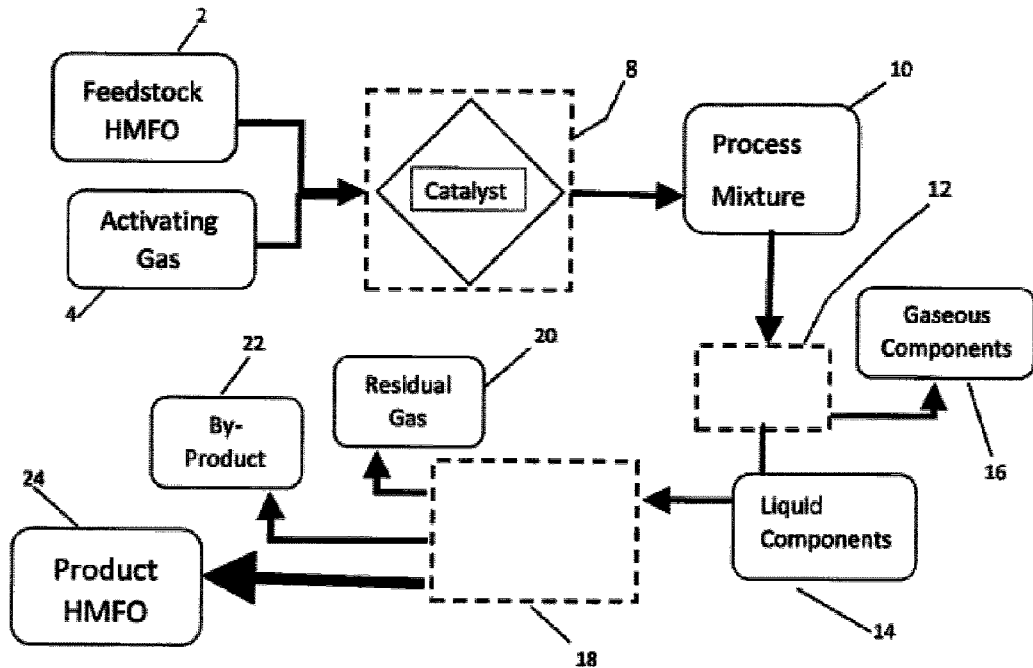 2
Feedstock
HMFO
Activating
Gas
4
Catalyst
8
10
Process
Mixture
12
Gaseous
Components
16
20
Residual
Gas
22
By-
Product
24
Product
HMFO
Liquid
Components
14
18